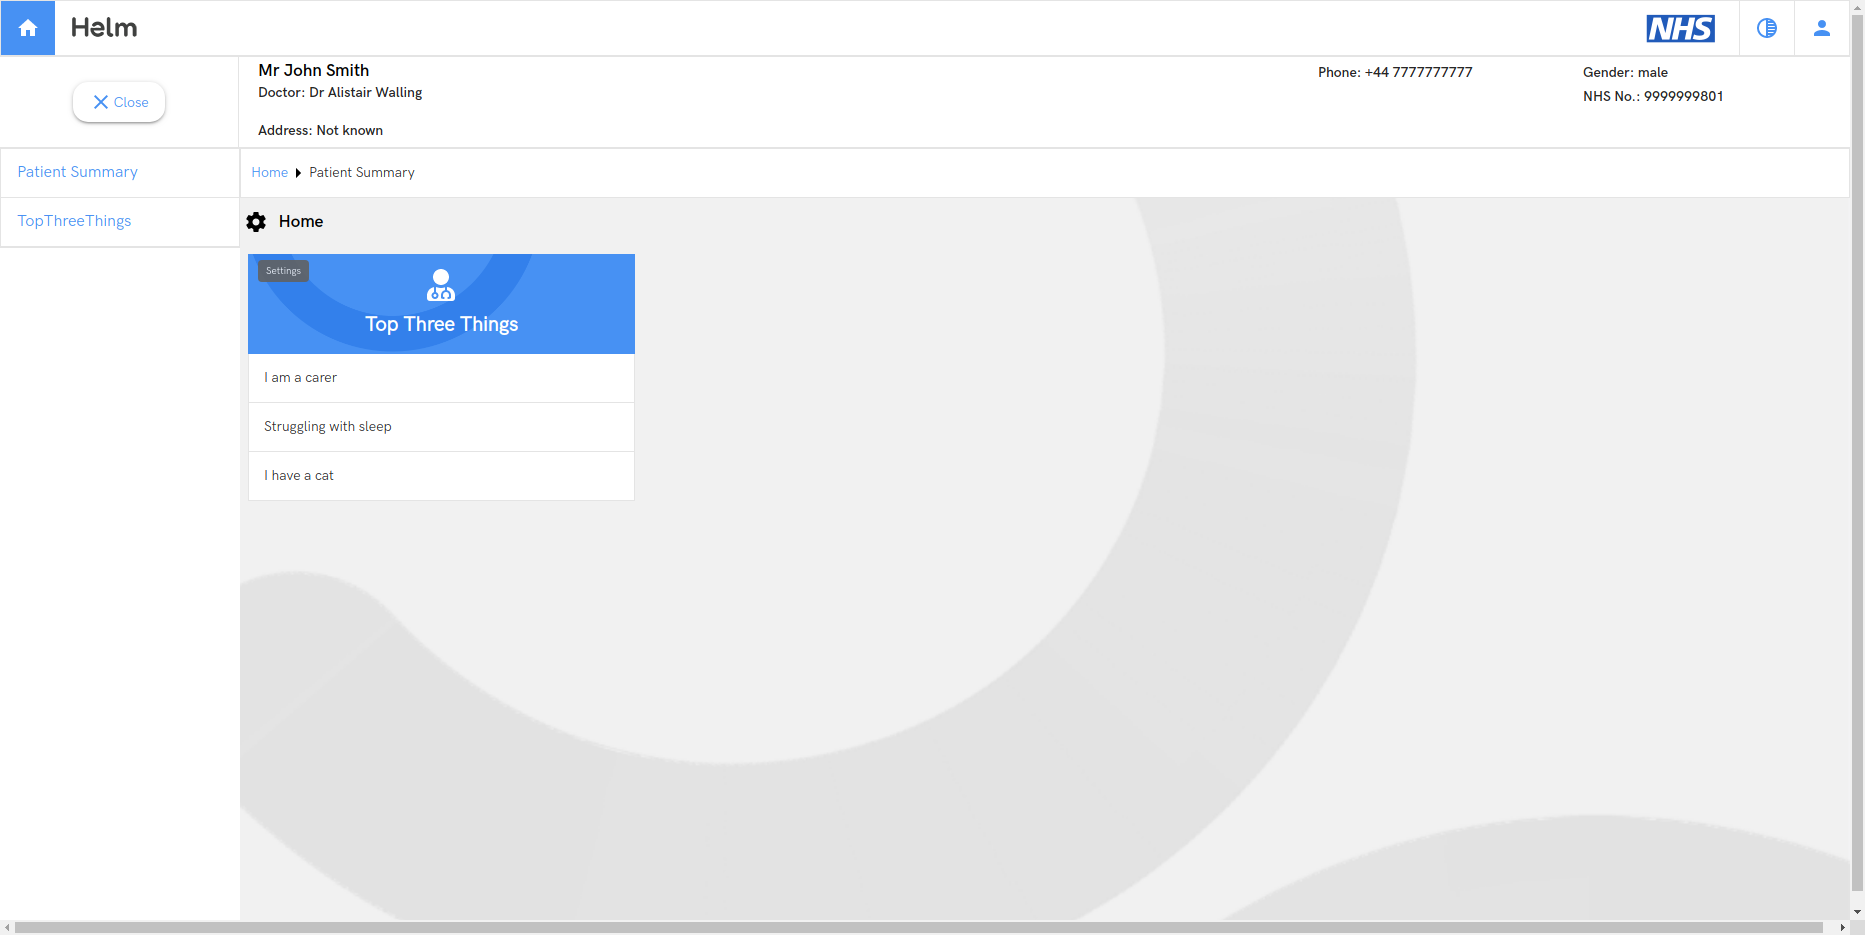 Helm
NHS
Close
Mr John Smith
Doctor: Dr Alistair Walling
Address: Not known
Phone: +44 7777777777
Gender: male
NHS No.: 9999999801
Patient Summary
TopThreeThings
Home Patient Summary
Home
Settings
Top Three Things
I am a carer
Struggling with sleep
I have a cat